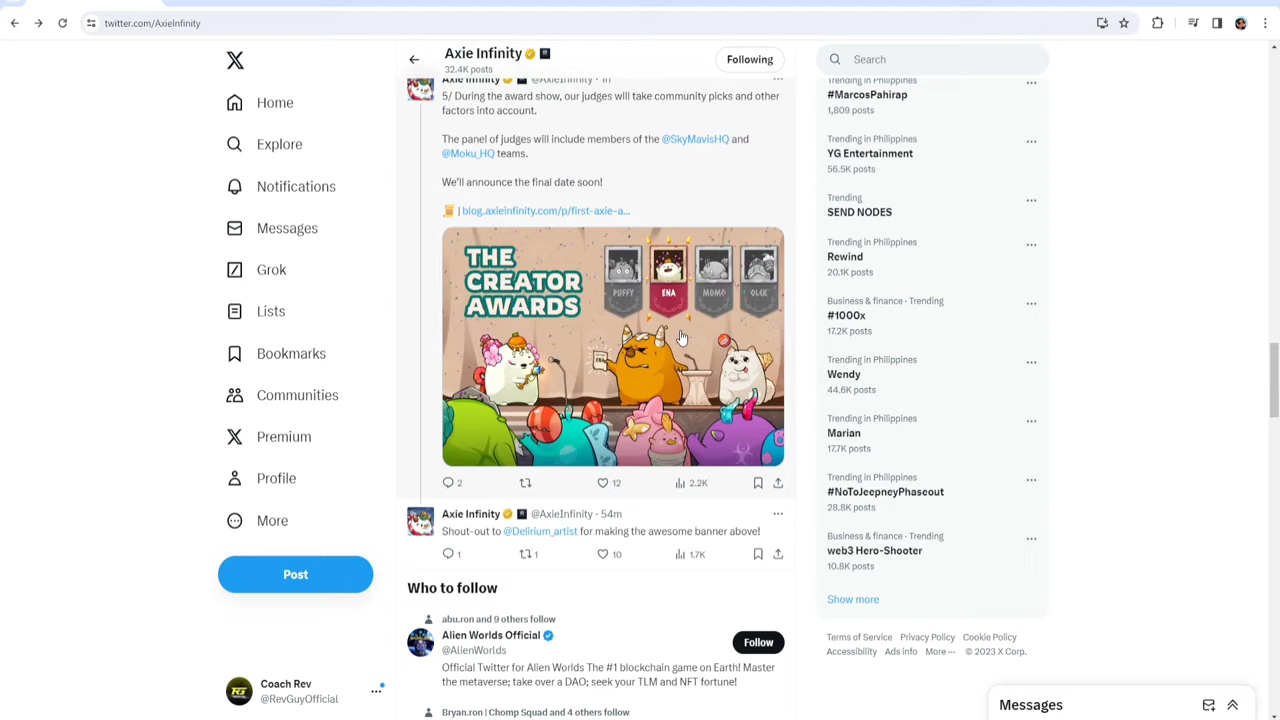 twitter.com/AxieInfinity
Home
Explore
Notifications
Messages
Grok
Lists
Bookmarks
Communities
Premium
Profile
More
Post
Coach Rev
@RevGuyOfficial
Axie Infinity
32.4K posts
Following
Axie Infinity @AxieInfinity · 1h
5/ During the award show, our judges will take community picks and other
factors into account.
The panel of judges will include members of the @SkyMavisHQ and
@Moku_HQ teams.
We'll announce the final date soon!
| blog.axieinfinity.com/p/first-axie-a...
THE
CREATOR
AWARDS
PUFFY
ENA
MOMO
OLEK
2
12
2.2K
Axie Infinity @AxieInfinity · 54m
Shout-out to @Delirium_artist for making the awesome banner above!
1
1
10
1.7K
Who to follow
abu.ron and 9 others follow
Alien Worlds Official
@AlienWorlds
Follow
Official Twitter for Alien Worlds The #1 blockchain game on Earth! Master
the metaverse; take over a DAO; seek your TLM and NFT fortune!
Bryan.ron | Chomp Squad and 4 others follow
Search
Trending in Philippines
#MarcosPahirap
1,809 posts
Trending in Philippines
YG Entertainment
56.5K posts
Trending
SEND NODES
Trending in Philippines
Rewind
20.1K posts
Business & finance · Trending
#1000x
17.2K posts
Trending in Philippines
Wendy
44.6K posts
Trending in Philippines
Marian
17.7K posts
Trending in Philippines
#NoToJeepneyPhaseout
28.8K posts
Business & finance · Trending
web3 Hero-Shooter
10.8K posts
Show more
Terms of Service Privacy Policy Cookie Policy
Accessibility Ads info More ··· © 2023 X Corp.
Messages